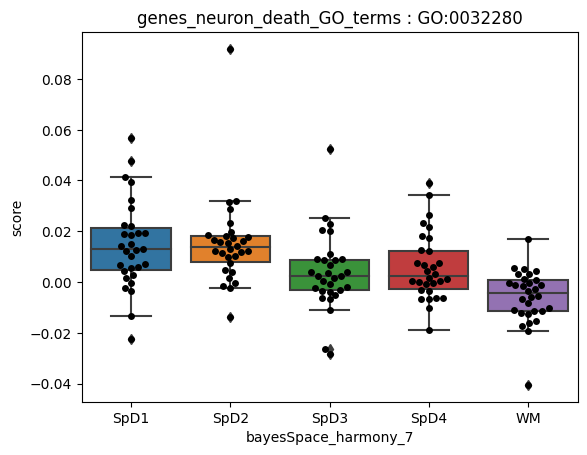 genes_neuron_death_GO_terms : GO:0032280
0.08
0.06
0.04
0.02
0.00
−0.02
−0.04
score
SpD1 SpD2 SpD3 SpD4 WM
bayesSpace_harmony_7